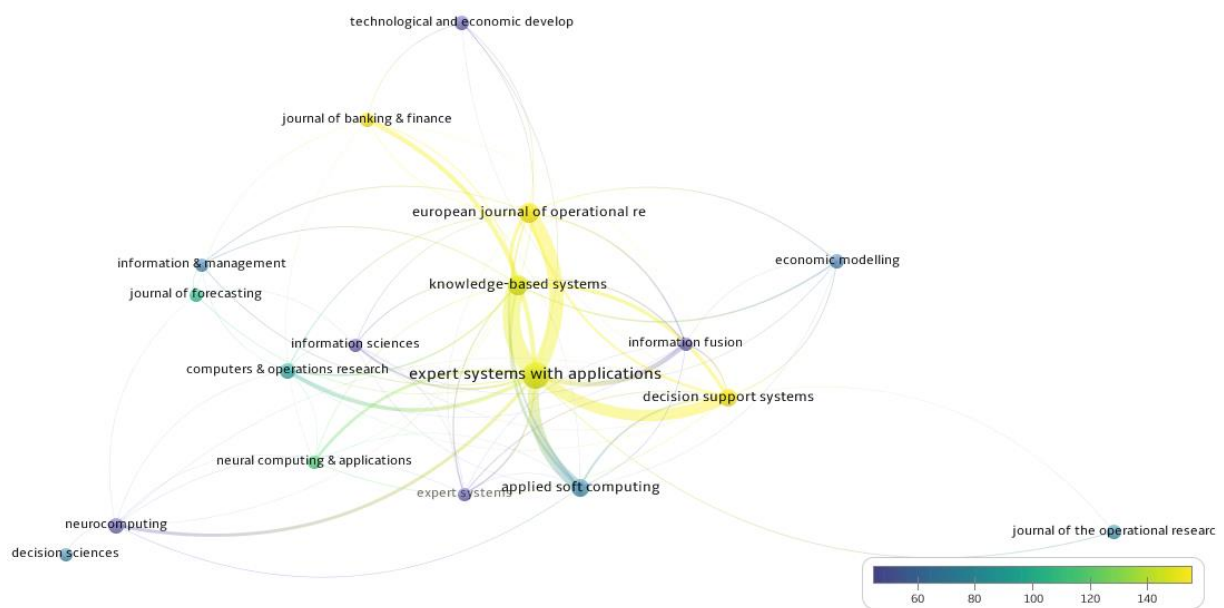 technological and economic develop
journal of banking & finance
european journal of operational re
information & management
economic modelling
knowledge-based systems
journal of forecasting
information sciences
information fusion
computers & operations research
expert systems with applications
decision support systems
neural computing & applications
expert systems
applied soft computing
neurocomputing
journal of the operational researc
decision sciences
60 80 100 120 140